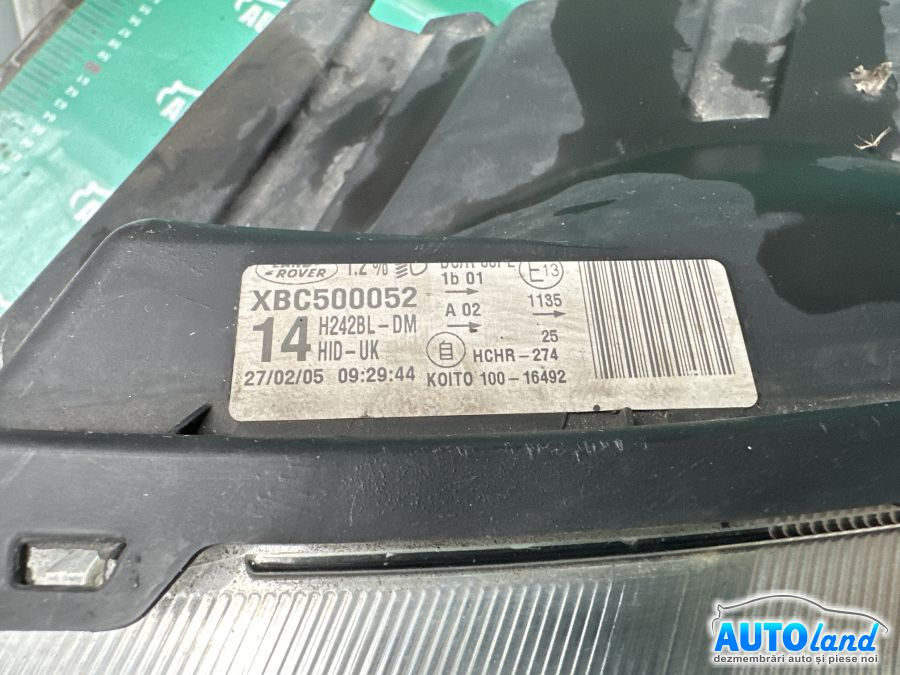 LAND
ROVER
1.2%
1b 01
E13
XBC500052
A 02
1135
14
H242BL-DM
HID-UK
25
HCHR-274
27/02/05 09:29:44
KOITO 100-16492
AUTOland
dezmembrări auto și piese noi